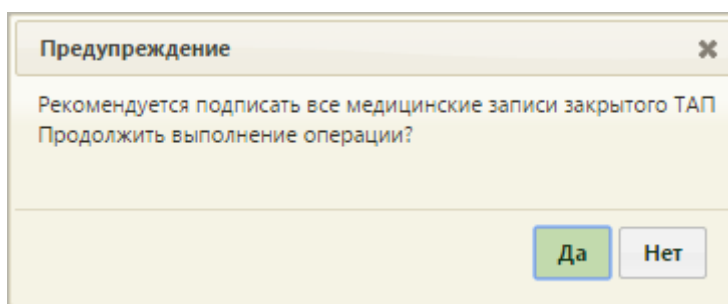 Предупреждение
Рекомендуется подписать все медицинские записи закрытого ТАП
Продолжить выполнение операции?
Да Нет